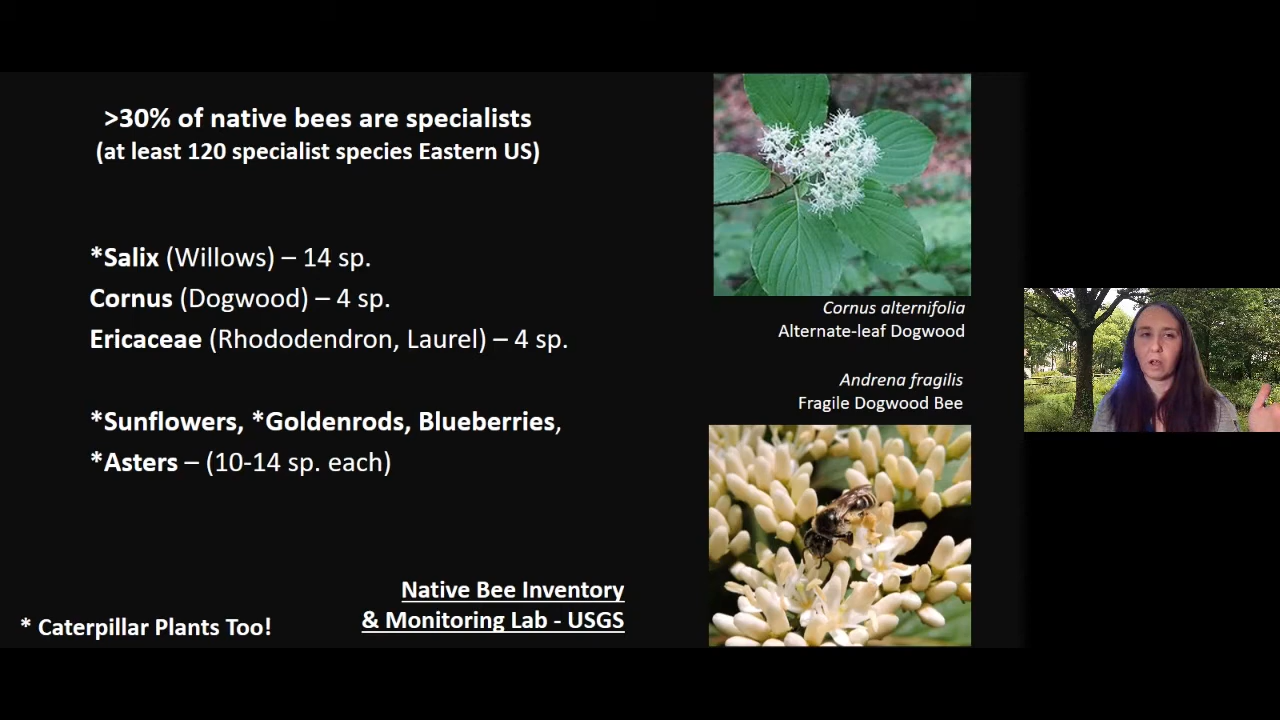 >30% of native bees are specialists
(at least 120 specialist species Eastern US)
*Salix (Willows) – 14 sp.
Cornus (Dogwood) – 4 sp.
Ericaceae (Rhododendron, Laurel) – 4 sp.
*Sunflowers, *Goldenrods, Blueberries,
*Asters – (10-14 sp. each)
Native Bee Inventory
& Monitoring Lab - USGS
* Caterpillar Plants Too!
Cornus alternifolia
Alternate-leaf Dogwood
Andrena fragilis
Fragile Dogwood Bee